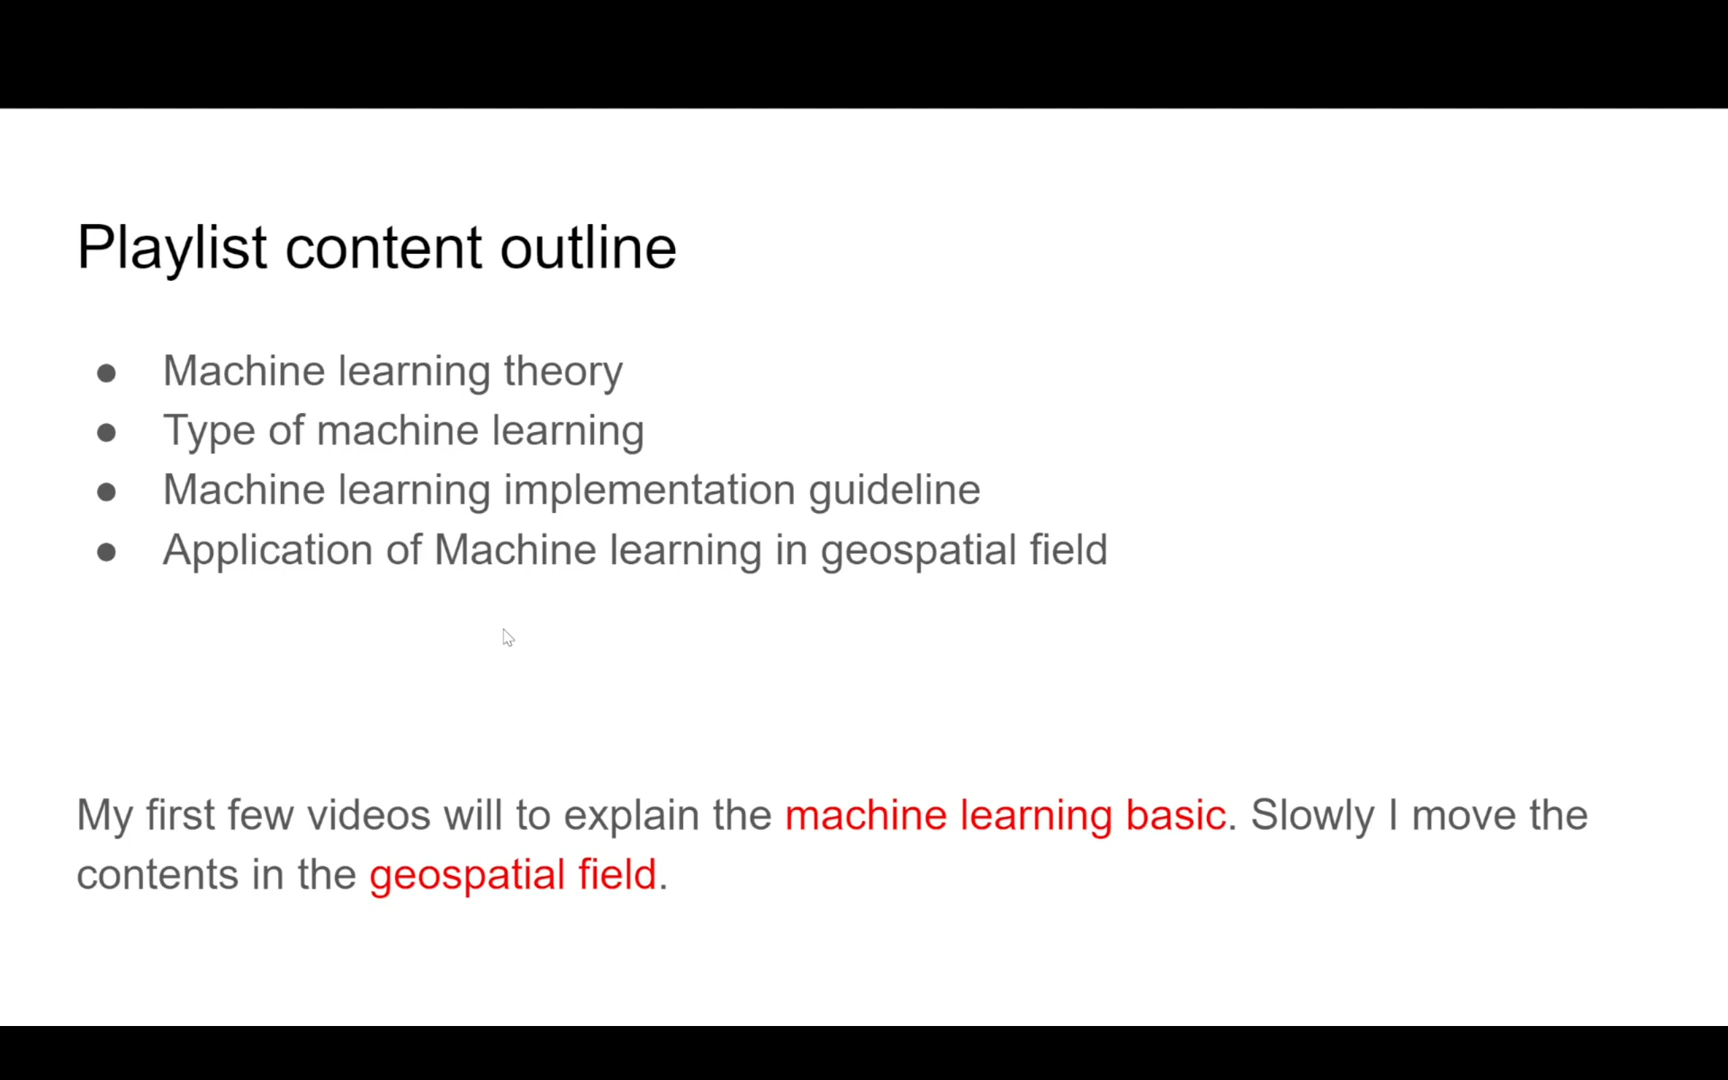 Playlist content outline
● Machine learning theory
● Type of machine learning
● Machine learning implementation guideline
● Application of Machine learning in geospatial field
My first few videos will to explain the machine learning basic. Slowly I move the
contents in the geospatial field.